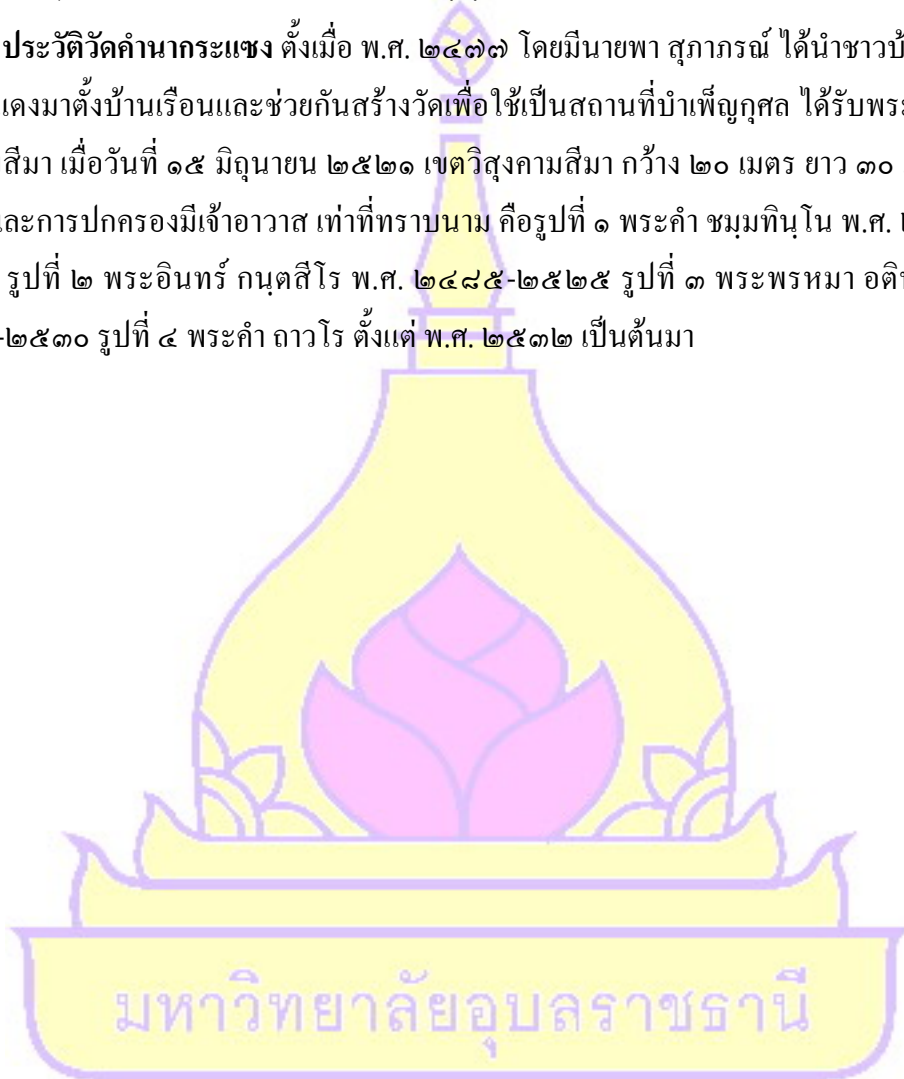 ประวัติวัดคำนากระแซง ตั้งเมื่อ พ.ศ. ๒๔๗๗ โดยมีนายพา สุภาภรณ์ ได้นำชาวบ้
แดงมาตั้งบ้านเรือนและช่วยกันสร้างวัดเพื่อใช้เป็นสถานที่บำเพ็ญกุศล ได้รับพระ
สีมา เมื่อวันที่ ๑๕ มิถุนายน ๒๕๒๑ เขตวิสุงคามสีมา กว้าง ๒๐ เมตร ยาว ๓๐
และการปกครองมีเจ้าอาวาส เท่าที่ทราบนาม คือรูปที่ ๑ พระคำ ชมฺมทินฺโน พ.ศ.
รูปที่ ๒ พระอินทร์ กนฺตสีโร พ.ศ. ๒๔๘๕-๒๕๒๕ รูปที่ ๓ พระพรหมา
-๒๕๓๐ รูปที่ ๔ พระคำ ถาวโร ตั้งแต่ พ.ศ. ๒๕๓๒ เป็นต้นมา
มหาวิทยาลัยอุบลราชธานี